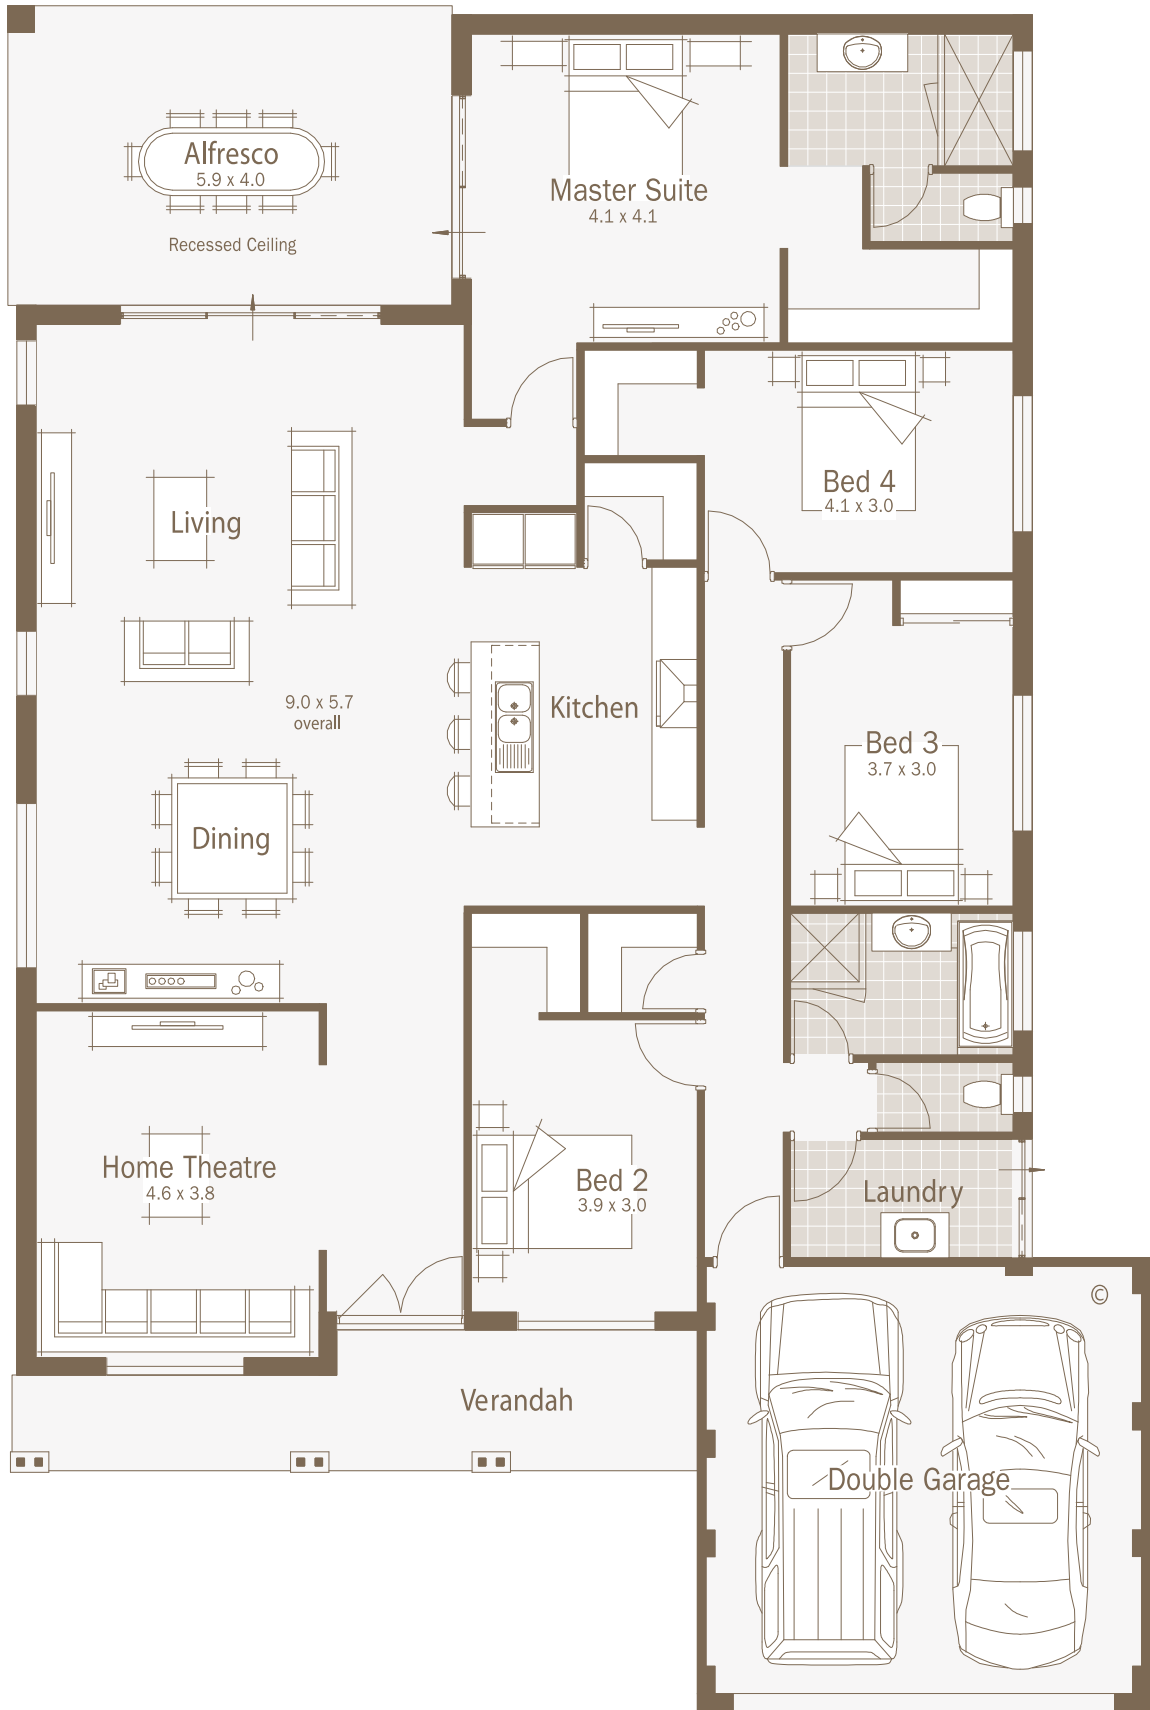 Alfresco
5.9 x 4.0
Recessed Ceiling
Master Suite
4.1 x 4.1
Bed 4
4.1 x 3.0
Living
9.0 x 5.7
overall
Kitchen
Bed 3
3.7 x 3.0
Dining
Home Theatre
4.6 x 3.8
Bed 2
3.9 x 3.0
Laundry
©
Verandah
Double Garage